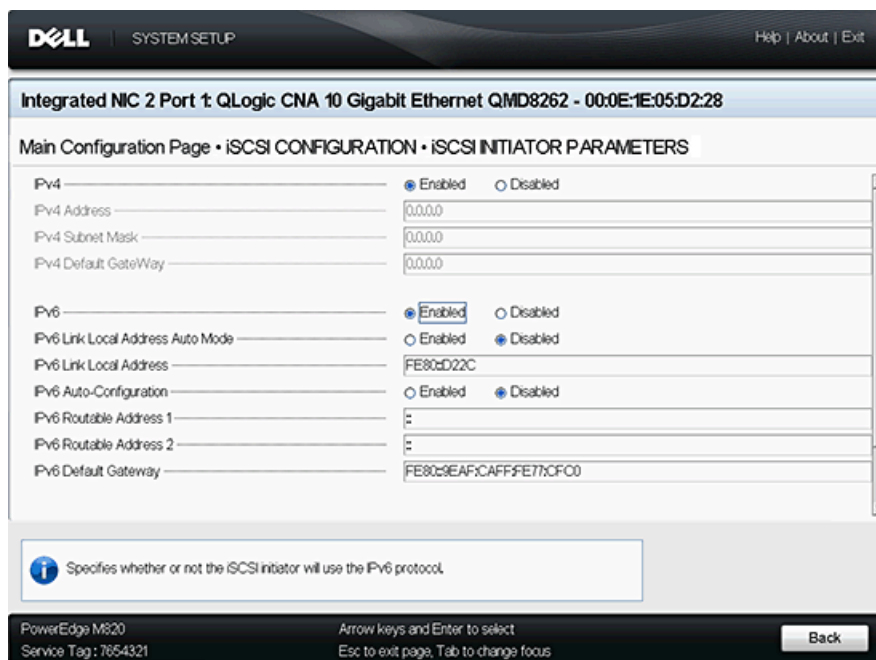 DELL SYSTEM SETUP Help | About | Exit
Integrated NIC 2 Port 1: QLogic CNA 10 Gigabit Ethernet QMD8262 - 00:0E:1E:05:D2:28
Main Configuration Page • iSCSI CONFIGURATION • iSCSI INITIATOR PARAMETERS
IPv4 Enabled Disabled
IPv4 Address 0.0.0.0
IPv4 Subnet Mask 0.0.0.0
IPv4 Default GateWay 0.0.0.0
IPv6 Enabled Disabled
IPv6 Link Local Address Auto Mode Enabled Disabled
IPv6 Link Local Address FE80::D22C
IPv6 Auto-Configuration Enabled Disabled
IPv6 Routable Address 1 ::
IPv6 Routable Address 2 ::
IPv6 Default Gateway FE80::9EAF:CAFF:FE77:CFC0
Specifies whether or not the iSCSI initiator will use the IPv6 protocol.
PowerEdge M820 Arrow keys and Enter to select
Service Tag : 7654321 Esc to exit page, Tab to change focus
Back